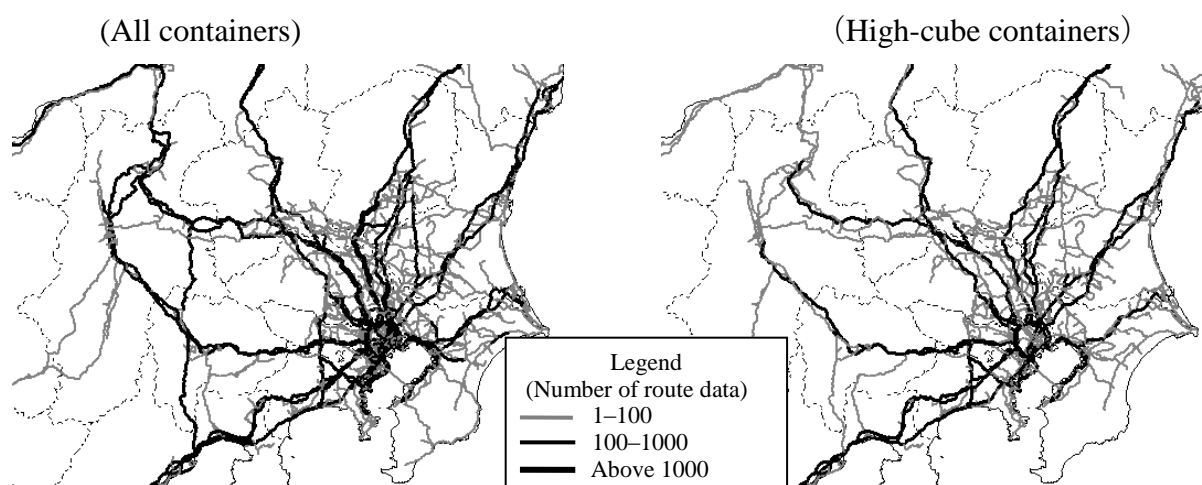 (All containers)
（High-cube containers）
Legend
(Number of route data)
1–100
100–1000
Above 1000